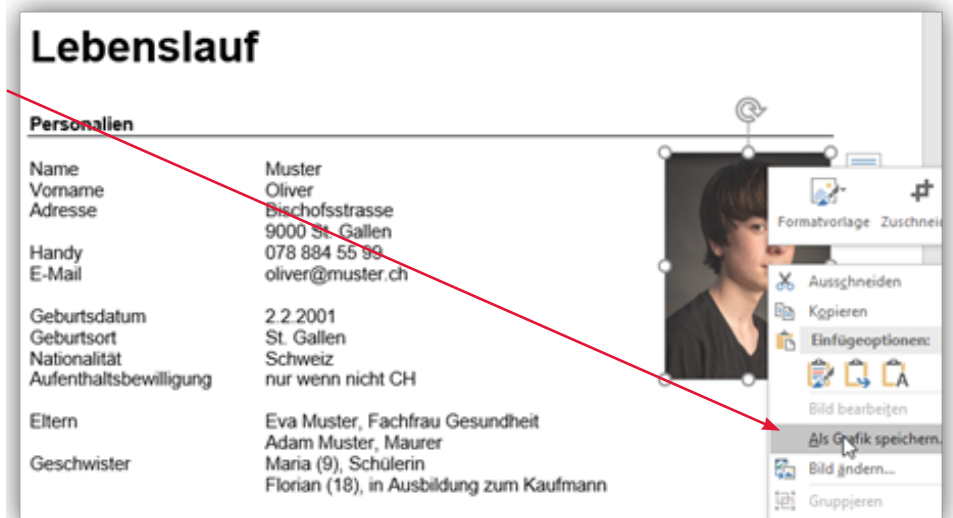 Lebenslauf
Personalien
Name Muster
Vorname Oliver
Adresse Bischofsstrasse
9000 St. Gallen
Handy 078 884 55 99
E-Mail oliver@muster.ch
Geburtsdatum 2.2.2001
Geburtsort St. Gallen
Nationalität Schweiz
Aufenthaltsbewilligung nur wenn nicht CH
Eltern Eva Muster, Fachfrau Gesundheit
Adam Muster, Maurer
Geschwister Maria (9), Schülerin
Florian (18), in Ausbildung zum Kaufmann
Formatvorlage Zuschnei
Ausschneiden
Kopieren
Einfügeoptionen:
Bild bearbeiten
Als Grafik speichern.
Bild ändern...
Gruppieren